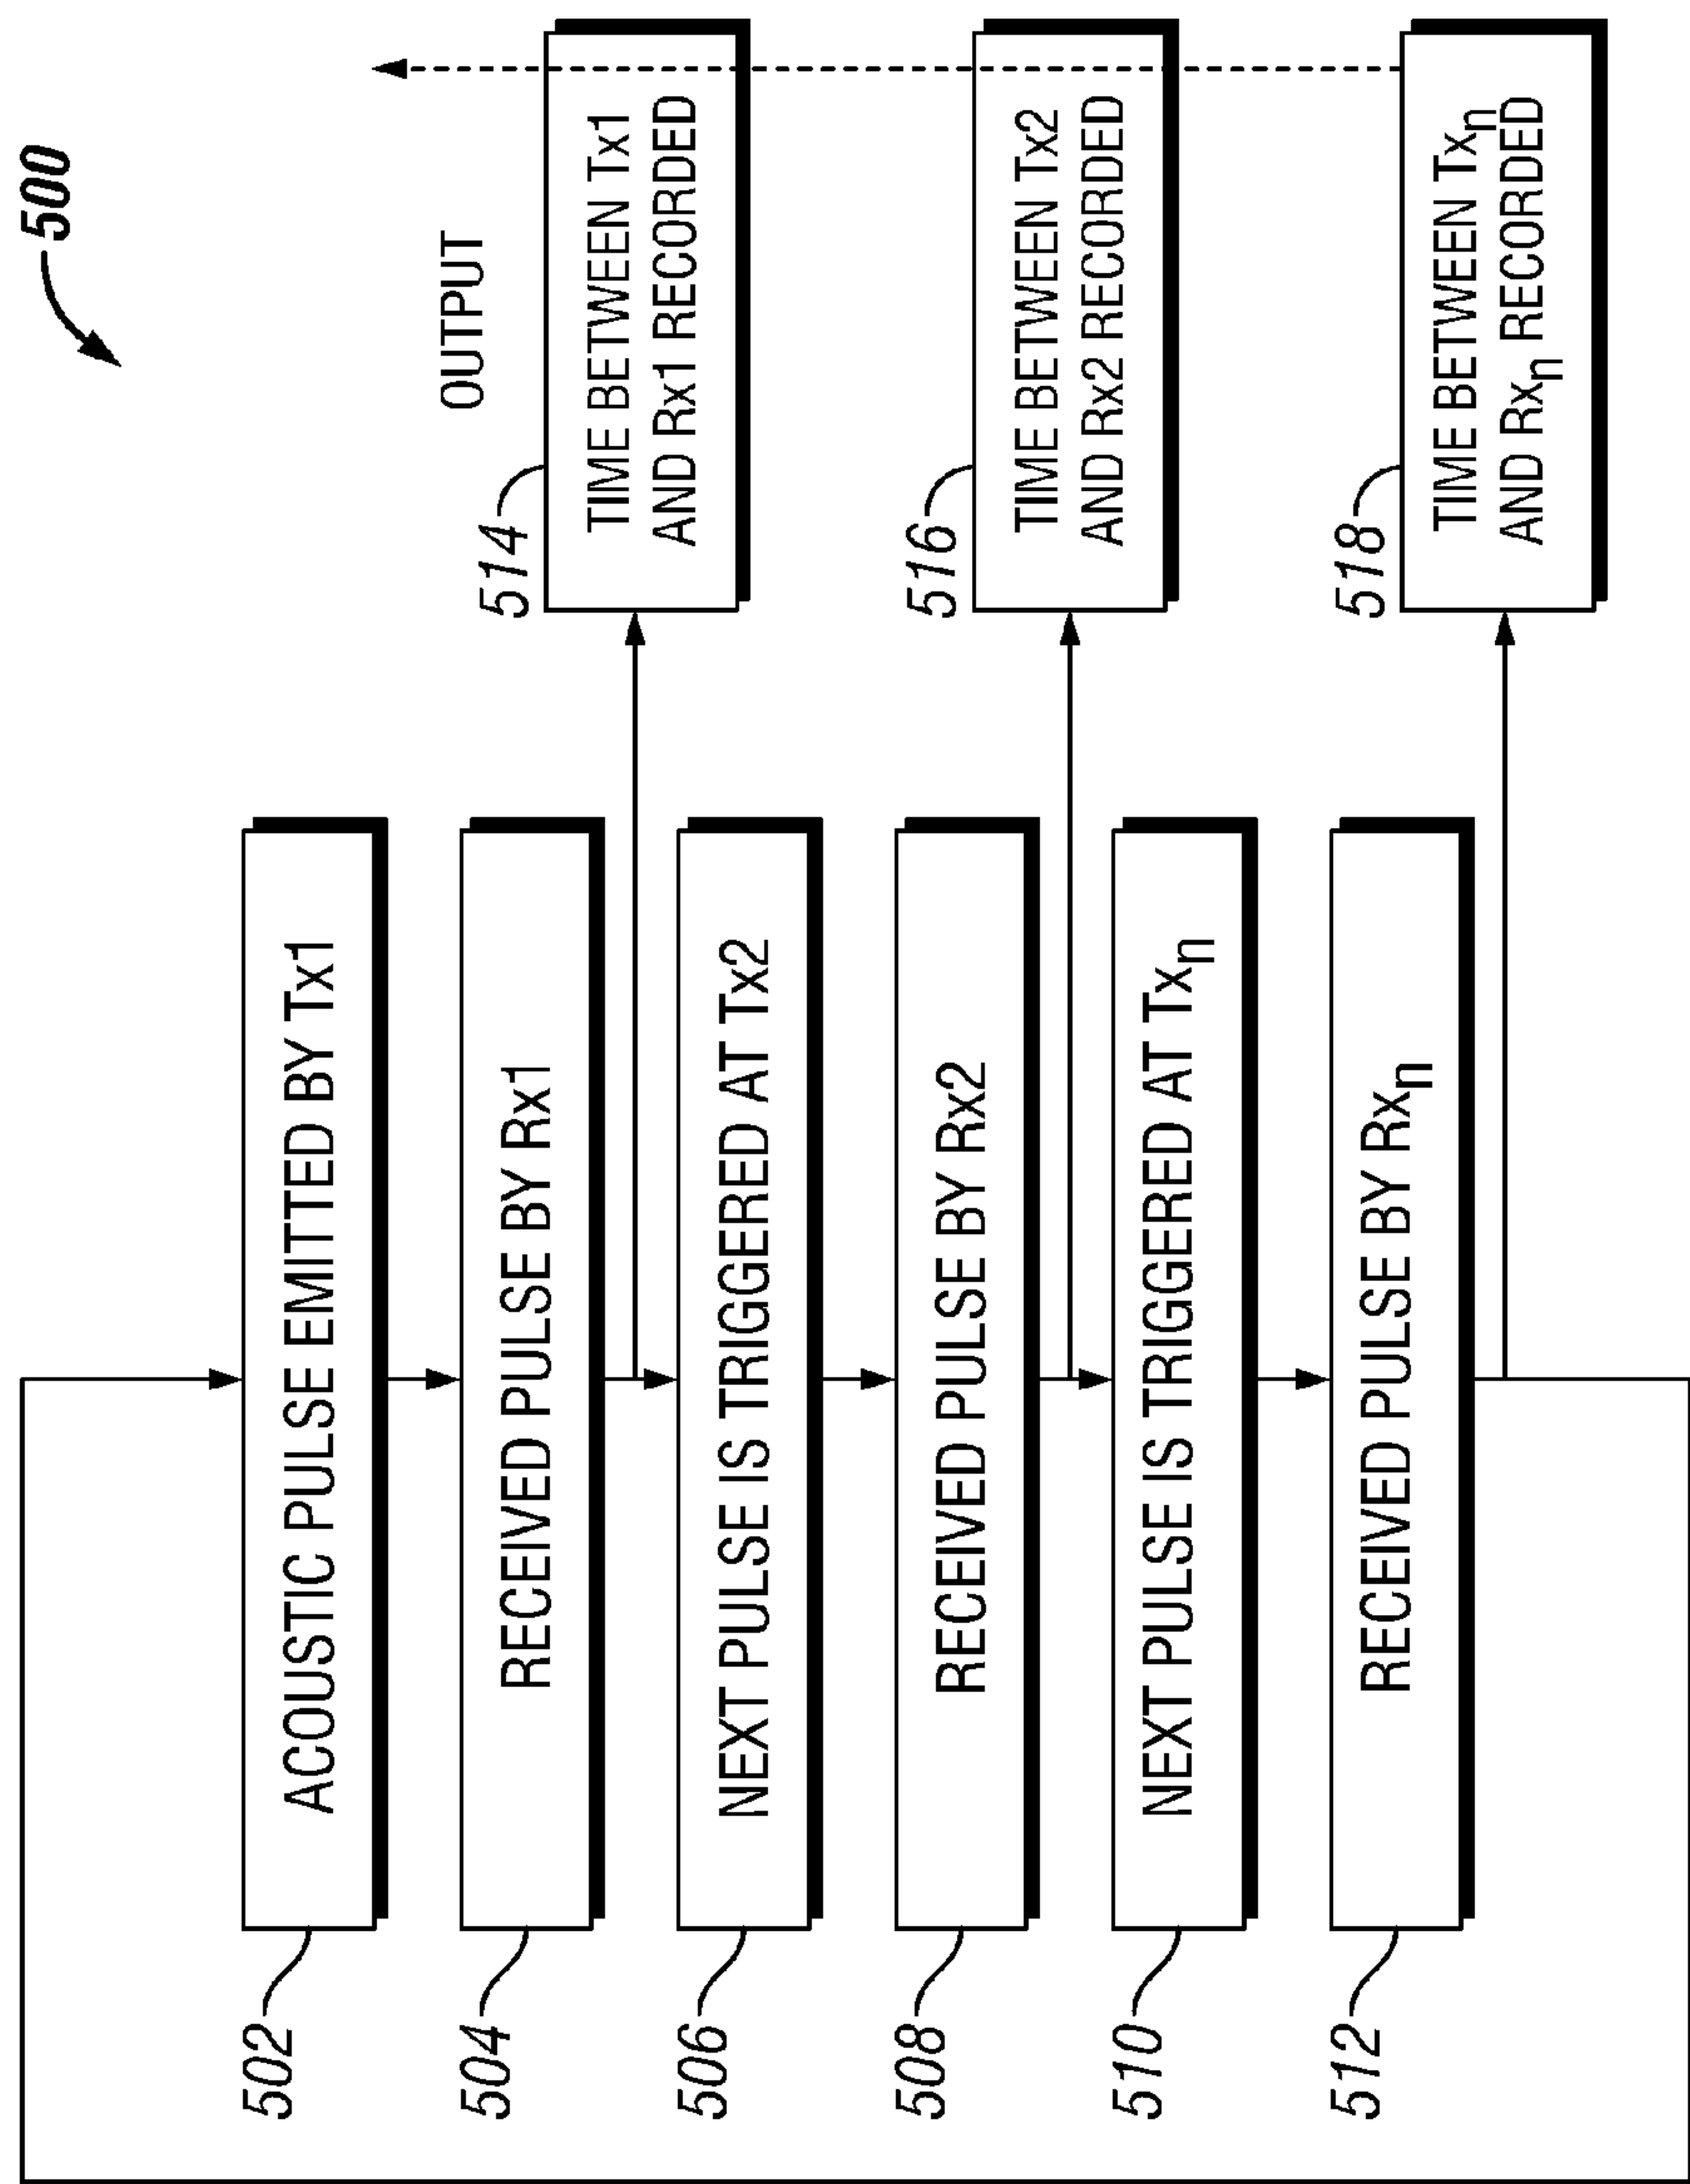 500
502
ACOUSTIC PULSE EMITTED BY Tx1
504
RECEIVED PULSE BY Rx1
506
NEXT PULSE IS TRIGGERED AT Tx2
508
RECEIVED PULSE BY Rx2
510
NEXT PULSE IS TRIGGERED AT Txn
512
RECEIVED PULSE BY Rxn
OUTPUT
514
TIME BETWEEN Tx1
AND Rx1 RECORDED
516
TIME BETWEEN Tx2
AND Rx2 RECORDED
518
TIME BETWEEN Txn
AND Rxn RECORDED